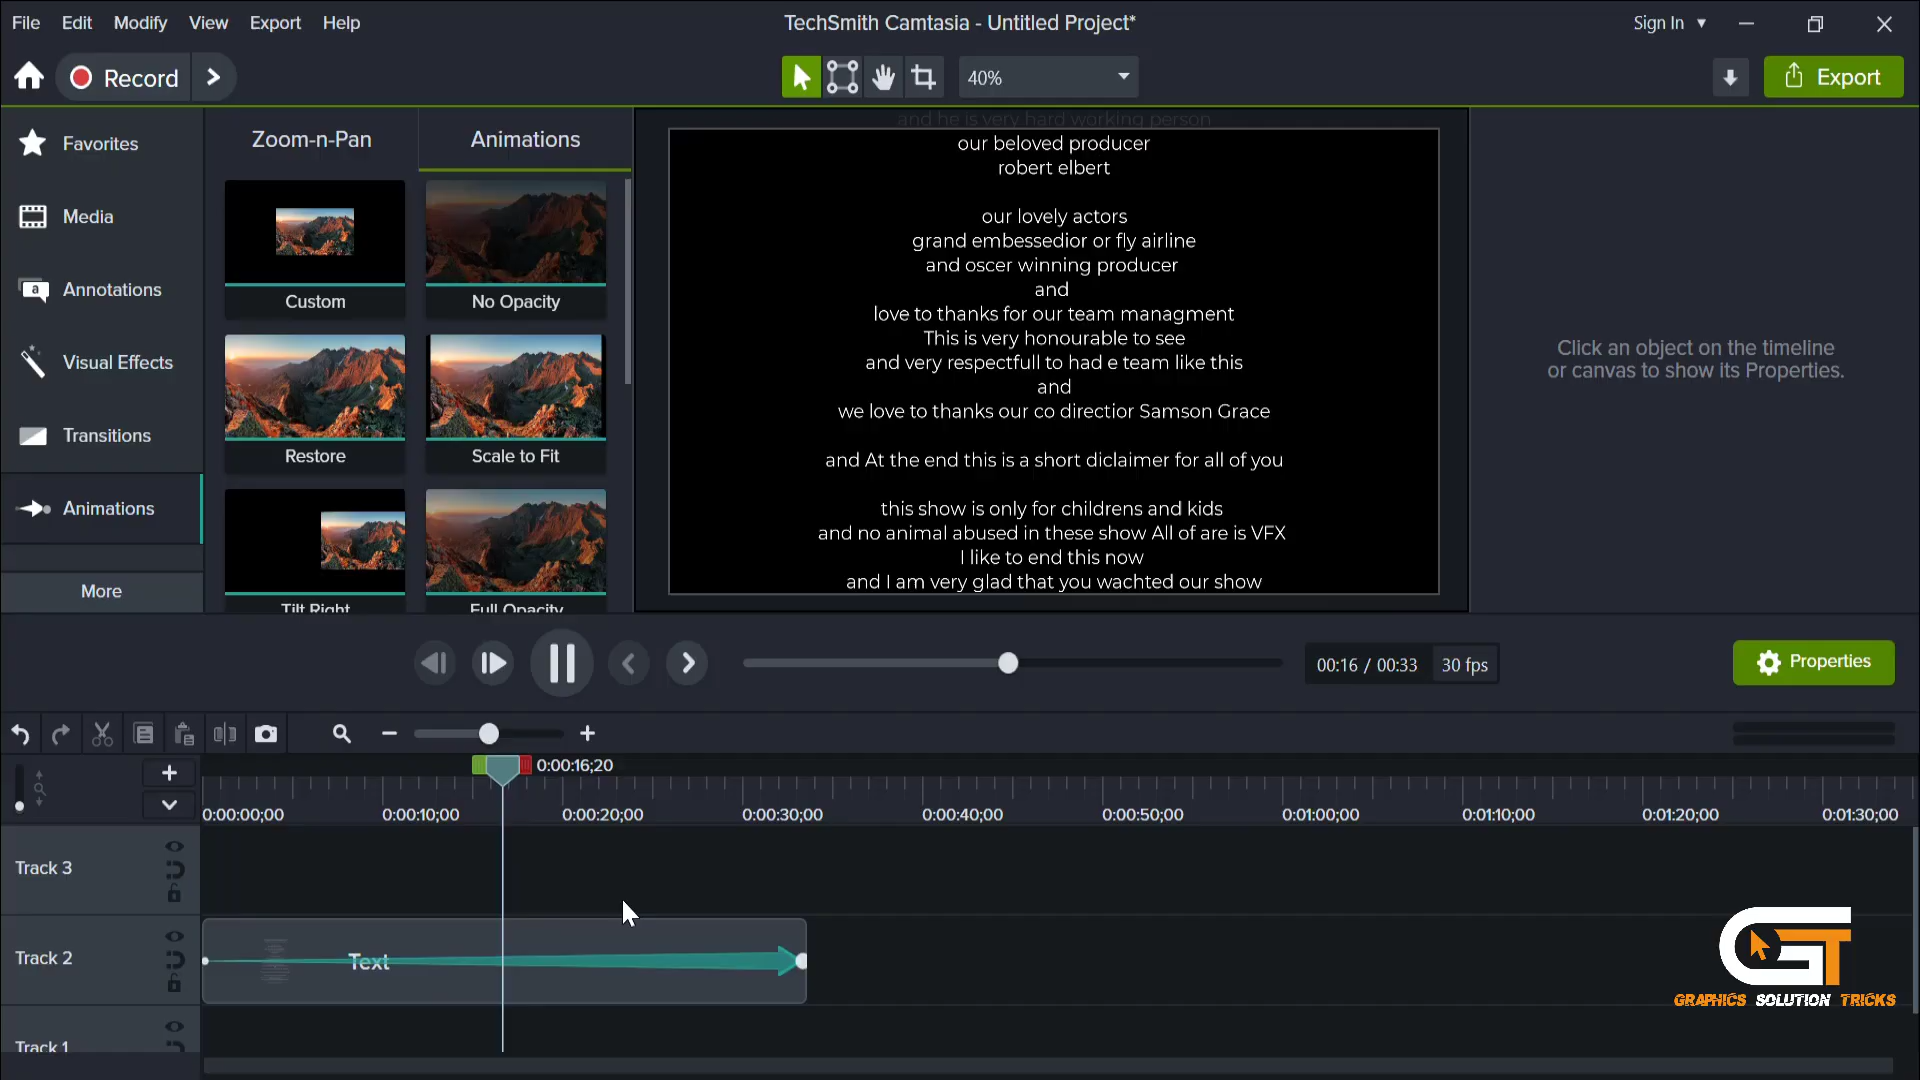 File Edit Modify View Export Help
TechSmith Camtasia - Untitled Project*
Sign In
Record
40%
Export
Favorites
Media
Annotations
Visual Effects
Transitions
Animations
More
Zoom-n-Pan
Animations
Custom
No Opacity
Restore
Scale to Fit
Tilt Right
Full Opacity
and he is very hard working person
our beloved producer
robert elbert
our lovely actors
grand embessedior or fly airline
and oscer winning producer
and
love to thanks for our team managment
This is very honourable to see
and very respectfull to had e team like this
and
we love to thanks our co directior Samson Grace
and At the end this is a short diclaimer for all of you
this show is only for childrens and kids
and no animal abused in these show All of are is VFX
I like to end this now
and I am very glad that you wachted our show
Click an object on the timeline
or canvas to show its Properties.
00:16 / 00:33
30 fps
Properties
0:00:16;20
0:00:00;00
0:00:10;00
0:00:20;00
0:00:30;00
0:00:40;00
0:00:50;00
0:01:00;00
0:01:10;00
0:01:20;00
0:01:30;00
Track 3
Track 2
Text
Track 1
GT
GRAPHICS SOLUTION TRICKS